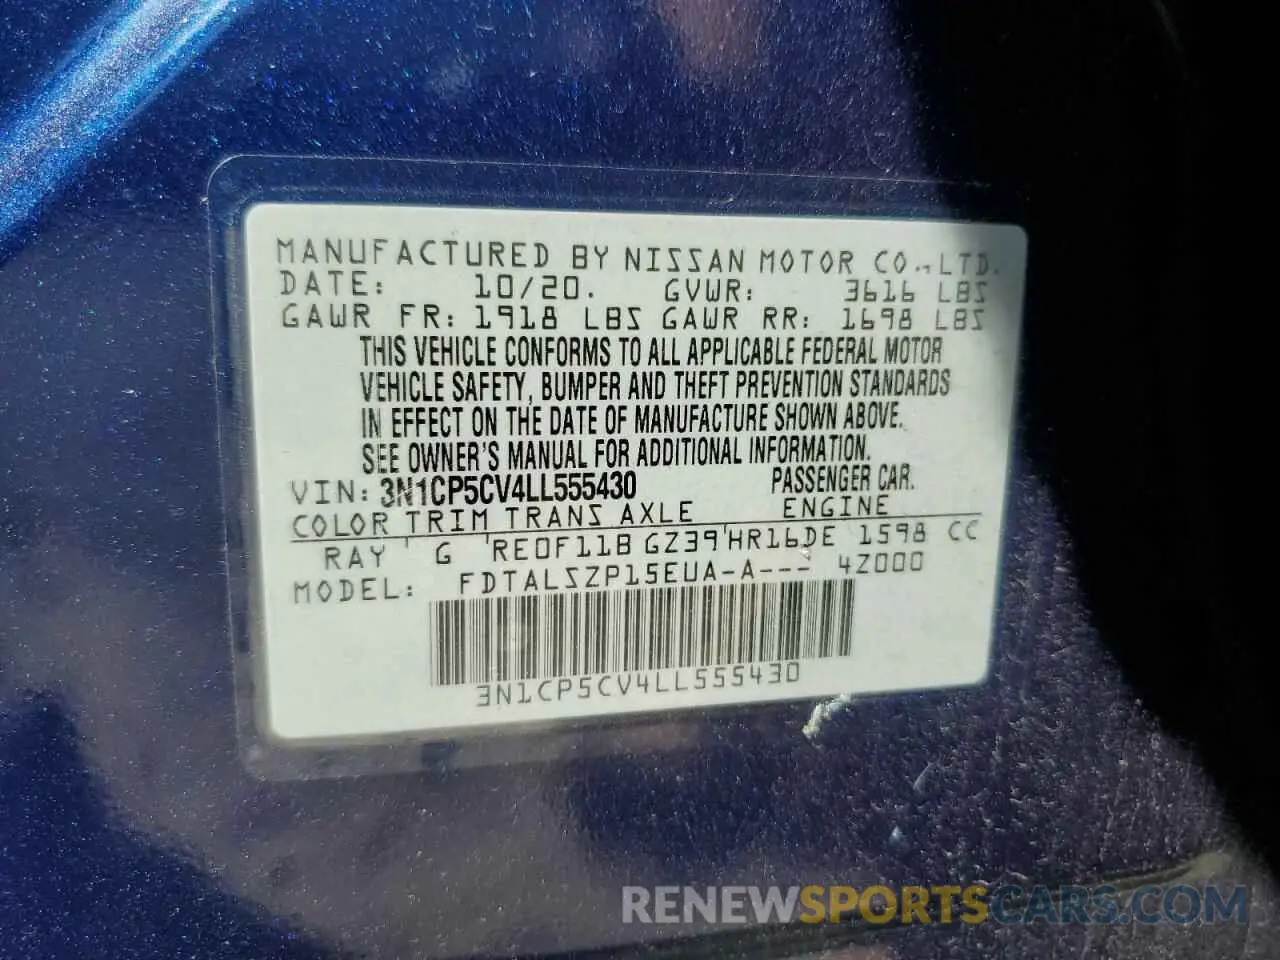 MANUFACTURED BY NISSAN MOTOR CO.,LTD.
DATE: 10/20. GVWR: 3616 LBS
GAWR FR: 1918 LBS GAWR RR: 1698 LBS
THIS VEHICLE CONFORMS TO ALL APPLICABLE FEDERAL MOTOR
VEHICLE SAFETY, BUMPER AND THEFT PREVENTION STANDARDS
IN EFFECT ON THE DATE OF MANUFACTURE SHOWN ABOVE.
SEE OWNER'S MANUAL FOR ADDITIONAL INFORMATION.
VIN: 3N1CP5CV4LL555430 PASSENGER CAR.
COLOR TRIM TRANS AXLE ENGINE
RAY G RE0F11B GZ39 HR16DE 1598 CC
MODEL: FDTALSZP15EUA-A--- 4Z000
3N1CP5CV4LL555430
RENEWSPORTSCARS.COM